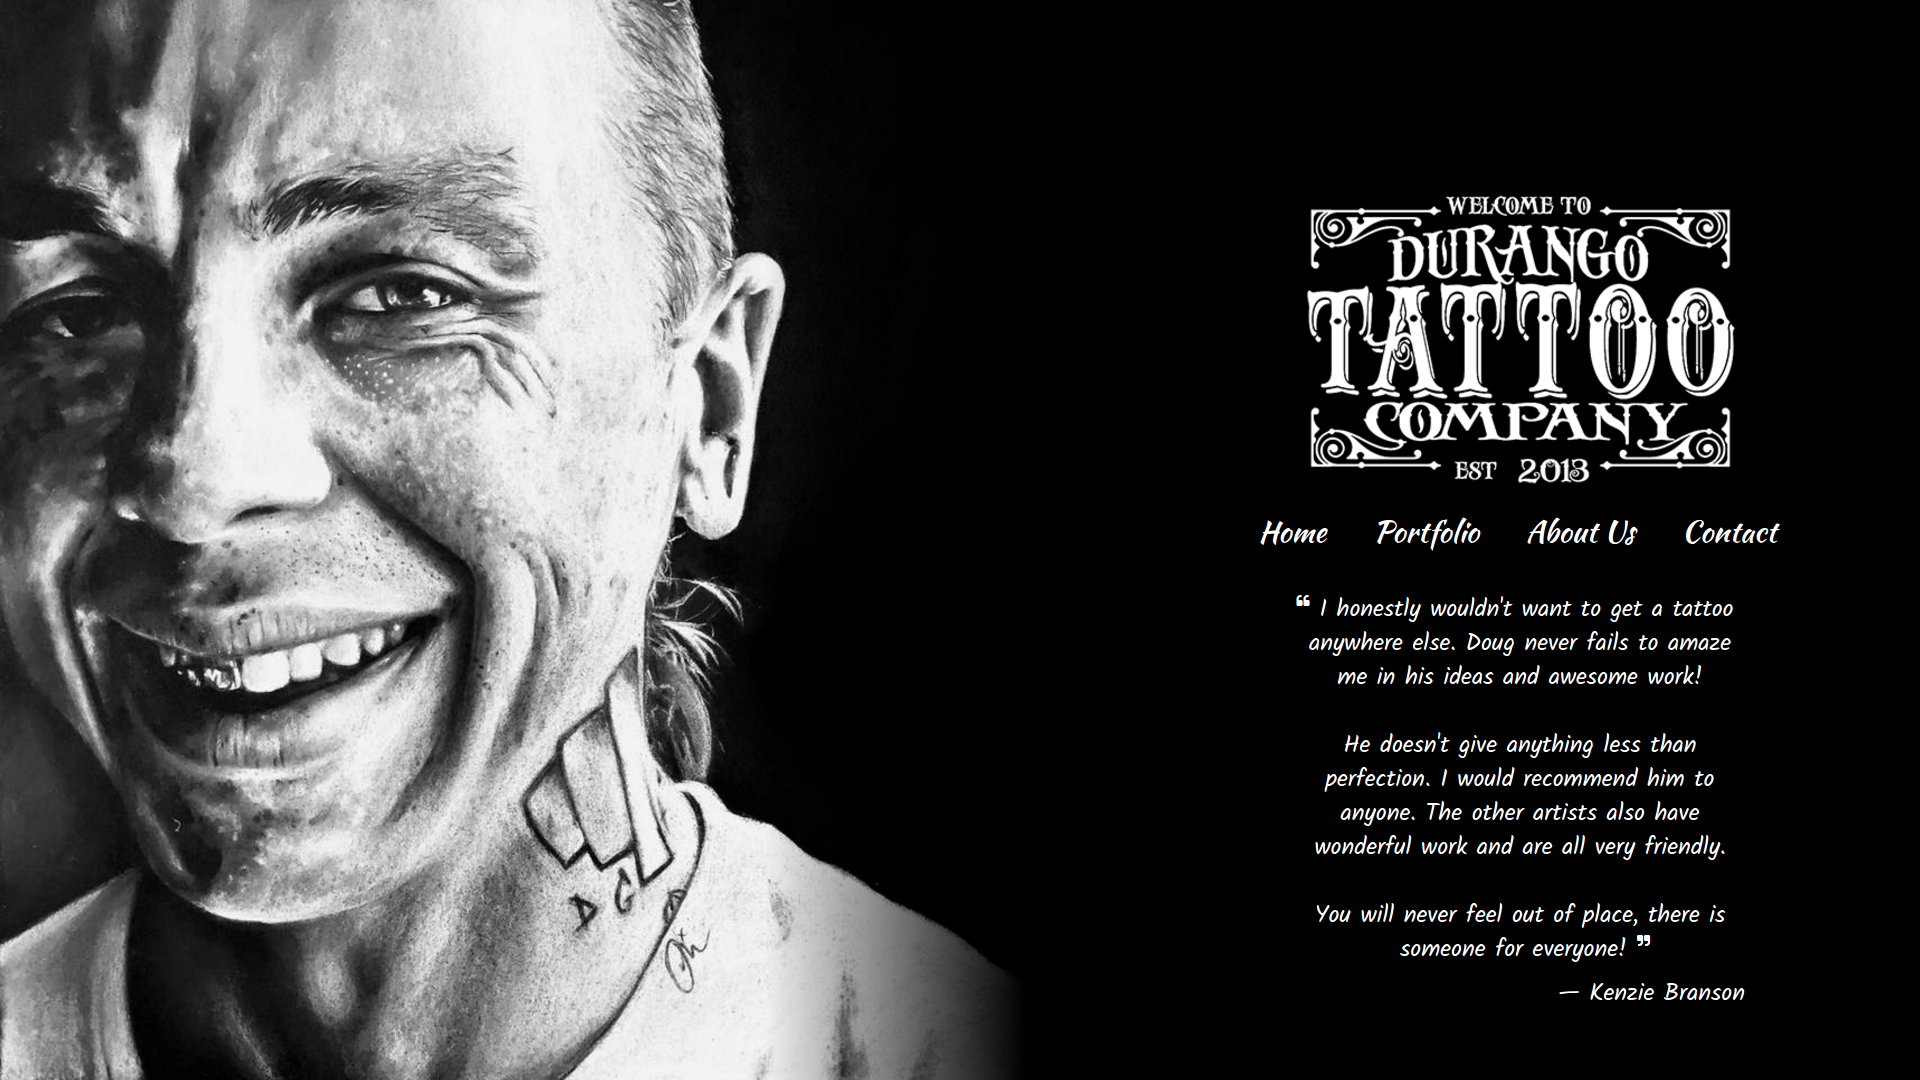 WELCOME TO
DURANGO
TATTOO
COMPANY
EST 2013
Home Portfolio About Us Contact
❝ I honestly wouldn't want to get a tattoo
anywhere else. Doug never fails to amaze
me in his ideas and awesome work!
He doesn't give anything less than
perfection. I would recommend him to
anyone. The other artists also have
wonderful work and are all very friendly.
You will never feel out of place, there is
someone for everyone! ❞
— Kenzie Branson
D G